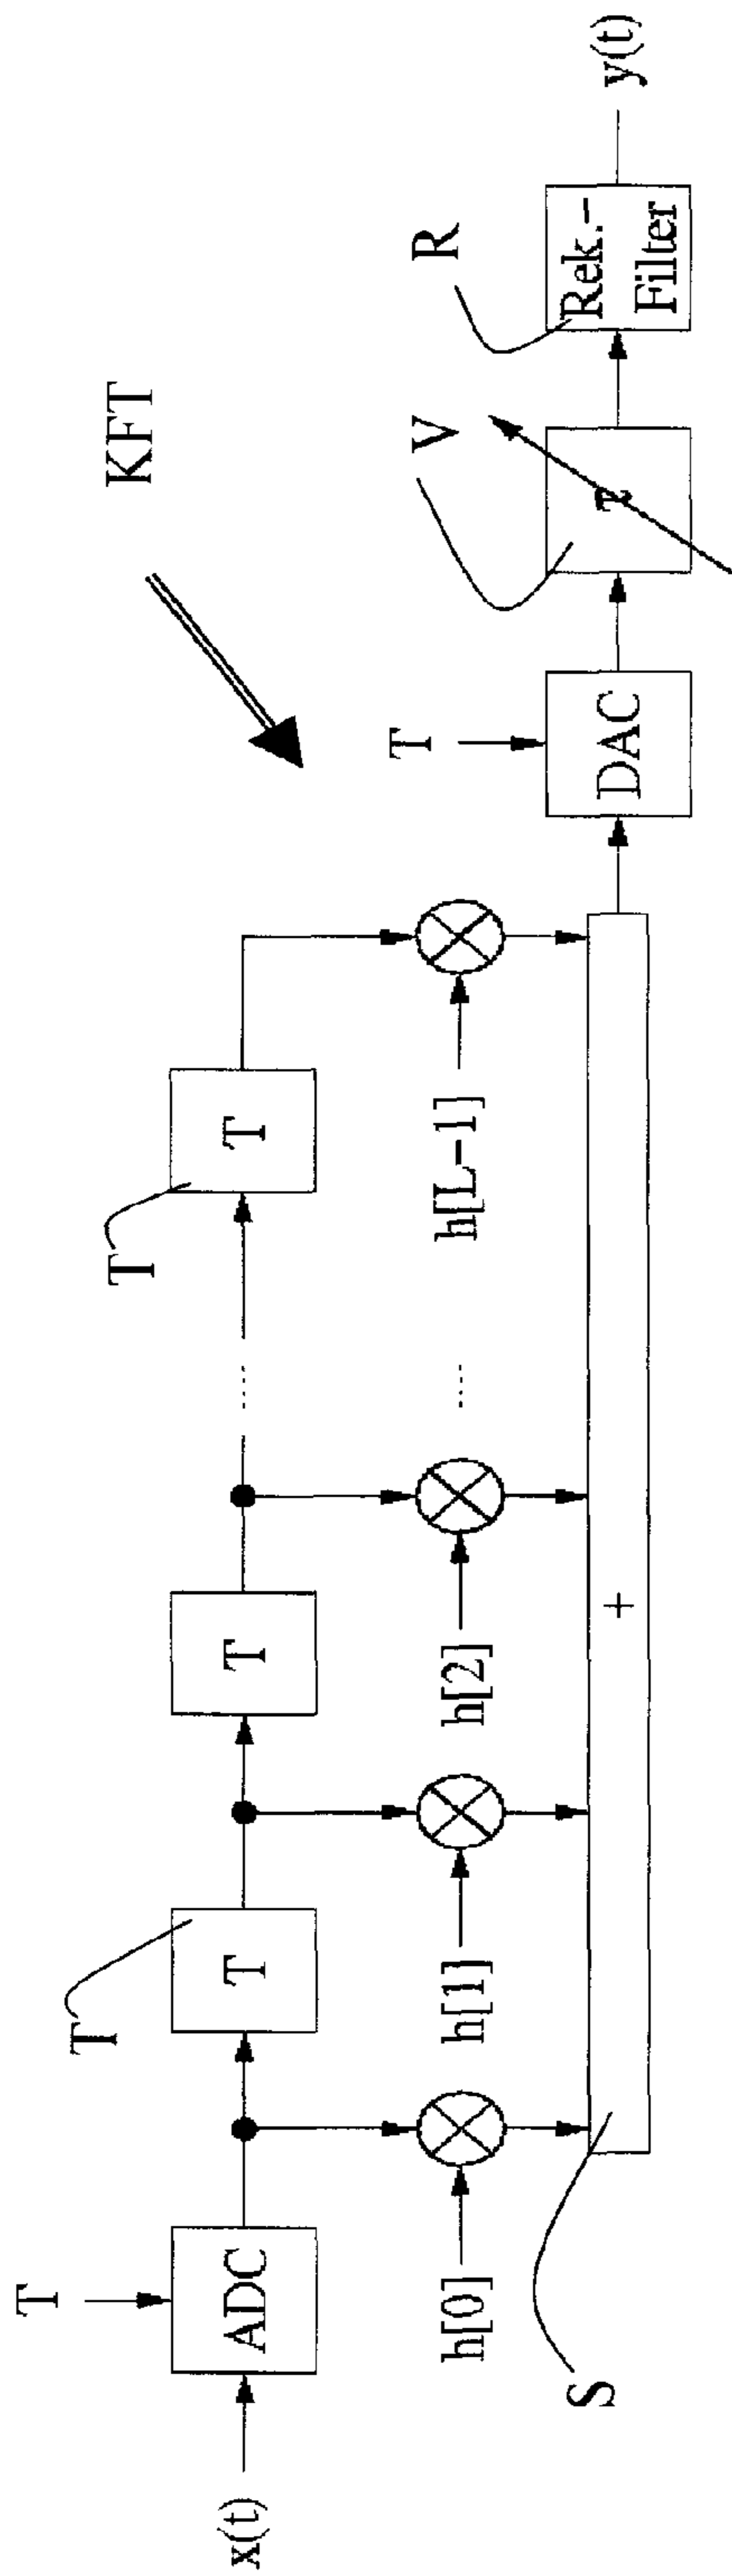 KFT
T
T
T
x(t)
ADC
T
T
T
h[0]
h[1]
h[2]
....
....
h[L-1]
S
+
T
DAC
V
τ
R
Rek.-
Filter
y(t)